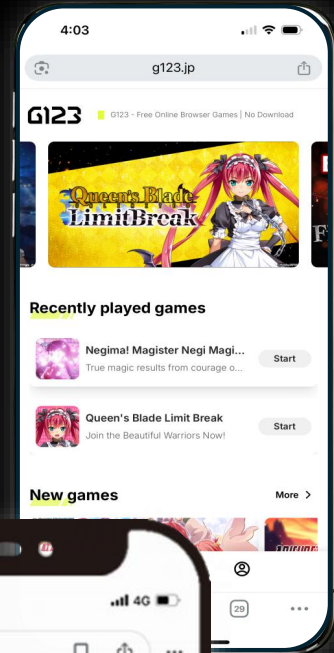 4:03
g123.jp
G123
G123 - Free Online Browser Games | No Download
Queen's Blade
LimitBreak
F
Recently played games
Negima! Magister Negi Magi...
True magic results from courage o...
Start
Queen's Blade Limit Break
Join the Beautiful Warriors Now!
Start
New games
More >
29
4G